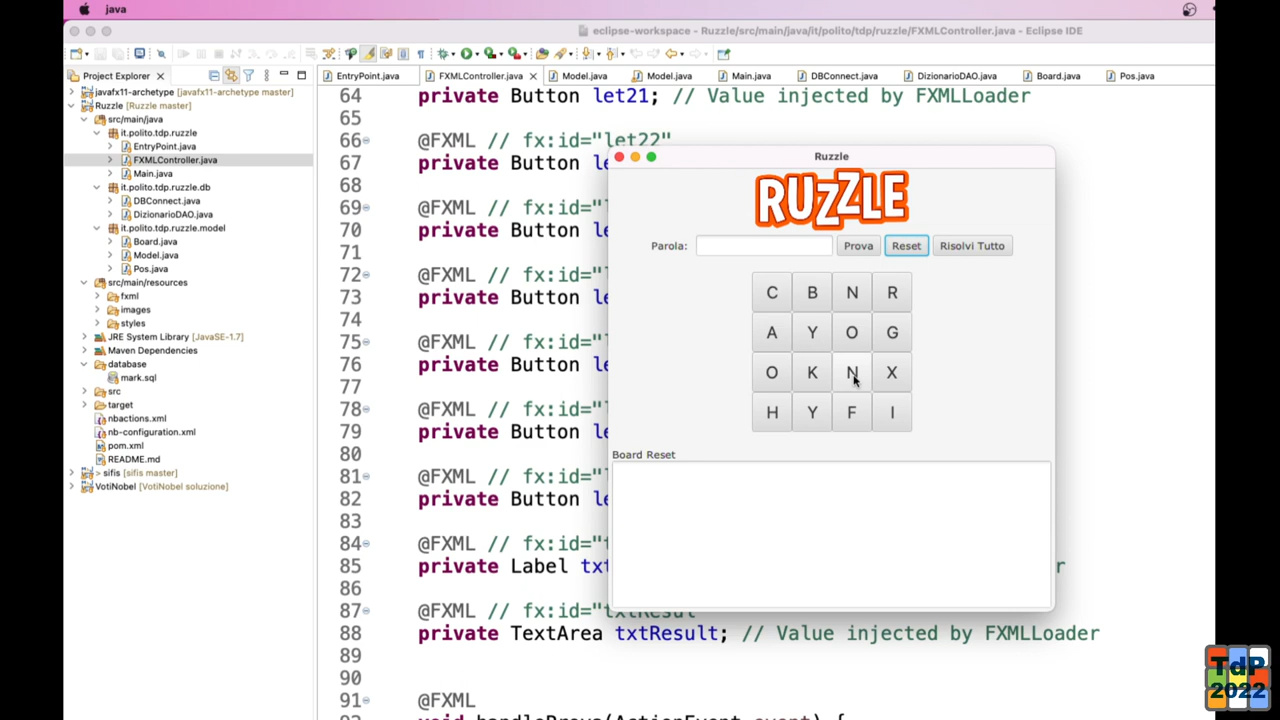 java
eclipse-workspace - Ruzzle/src/main/java/it/polito/tdp/ruzzle/FXMLController.java - Eclipse IDE
Project Explorer
EntryPoint.java
FXMLController.java
Model.java
Model.java
Main.java
DBConnect.java
DizionarioDAO.java
Board.java
Pos.java
javafx11-archetype [javafx11-archetype master]
Ruzzle [Ruzzle master]
src/main/java
it.polito.tdp.ruzzle
EntryPoint.java
FXMLController.java
Main.java
it.polito.tdp.ruzzle.db
DBConnect.java
DizionarioDAO.java
it.polito.tdp.ruzzle.model
Board.java
Model.java
Pos.java
src/main/resources
fxml
images
styles
JRE System Library [JavaSE-1.7]
Maven Dependencies
database
mark.sql
src
target
nbactions.xml
nb-configuration.xml
pom.xml
README.md
> sifis [sifis master]
VotiNobel [VotiNobel soluzione]
64 private Button let21; // Value injected by FXMLLoader
65
66 @FXML // fx:id="let22"
67 private Button le
68
69 @FXML // fx:id="l
70 private Button le
71
72 @FXML // fx:id="l
73 private Button le
74
75 @FXML // fx:id="l
76 private Button le
77
78 @FXML // fx:id="l
79 private Button le
80
81 @FXML // fx:id="l
82 private Button le
83
84 @FXML // fx:id="t
85 private Label txt r
86
87 @FXML // fx:id="txtResult"
88 private TextArea txtResult; // Value injected by FXMLLoader
89
90
91 @FXML
void handleProva(ActionEvent event) {
Ruzzle
RUZZLE
Parola: Prova Reset Risolvi Tutto
C B N R
A Y O G
O K N X
H Y F I
Board Reset
TdP
2022